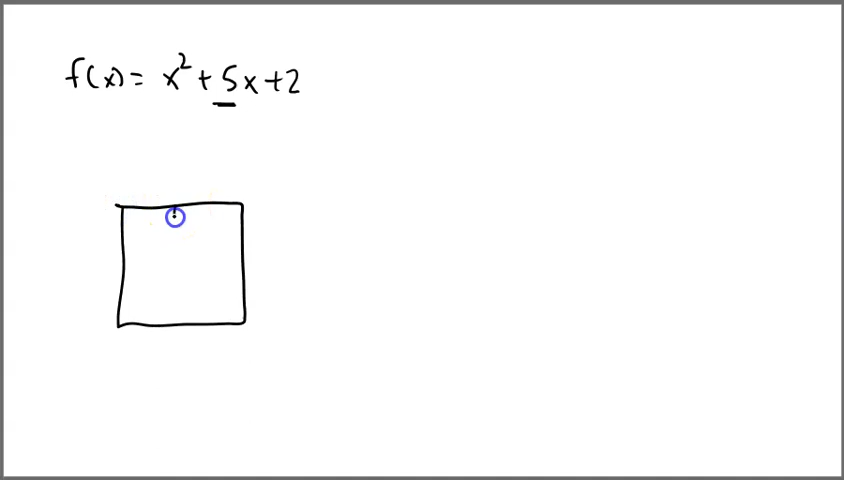 f(x) = x² + 5x + 2